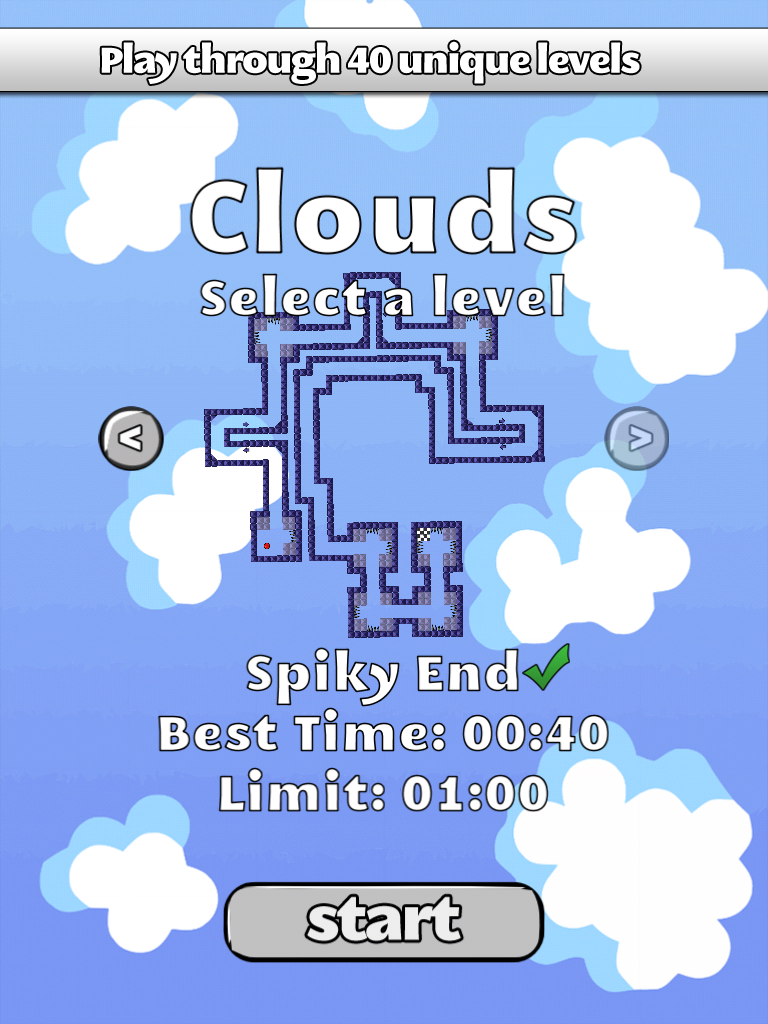 Play through 40 unique levels
Clouds
Select a level
<
>
Spiky End
Best Time: 00:40
Limit: 01:00
start